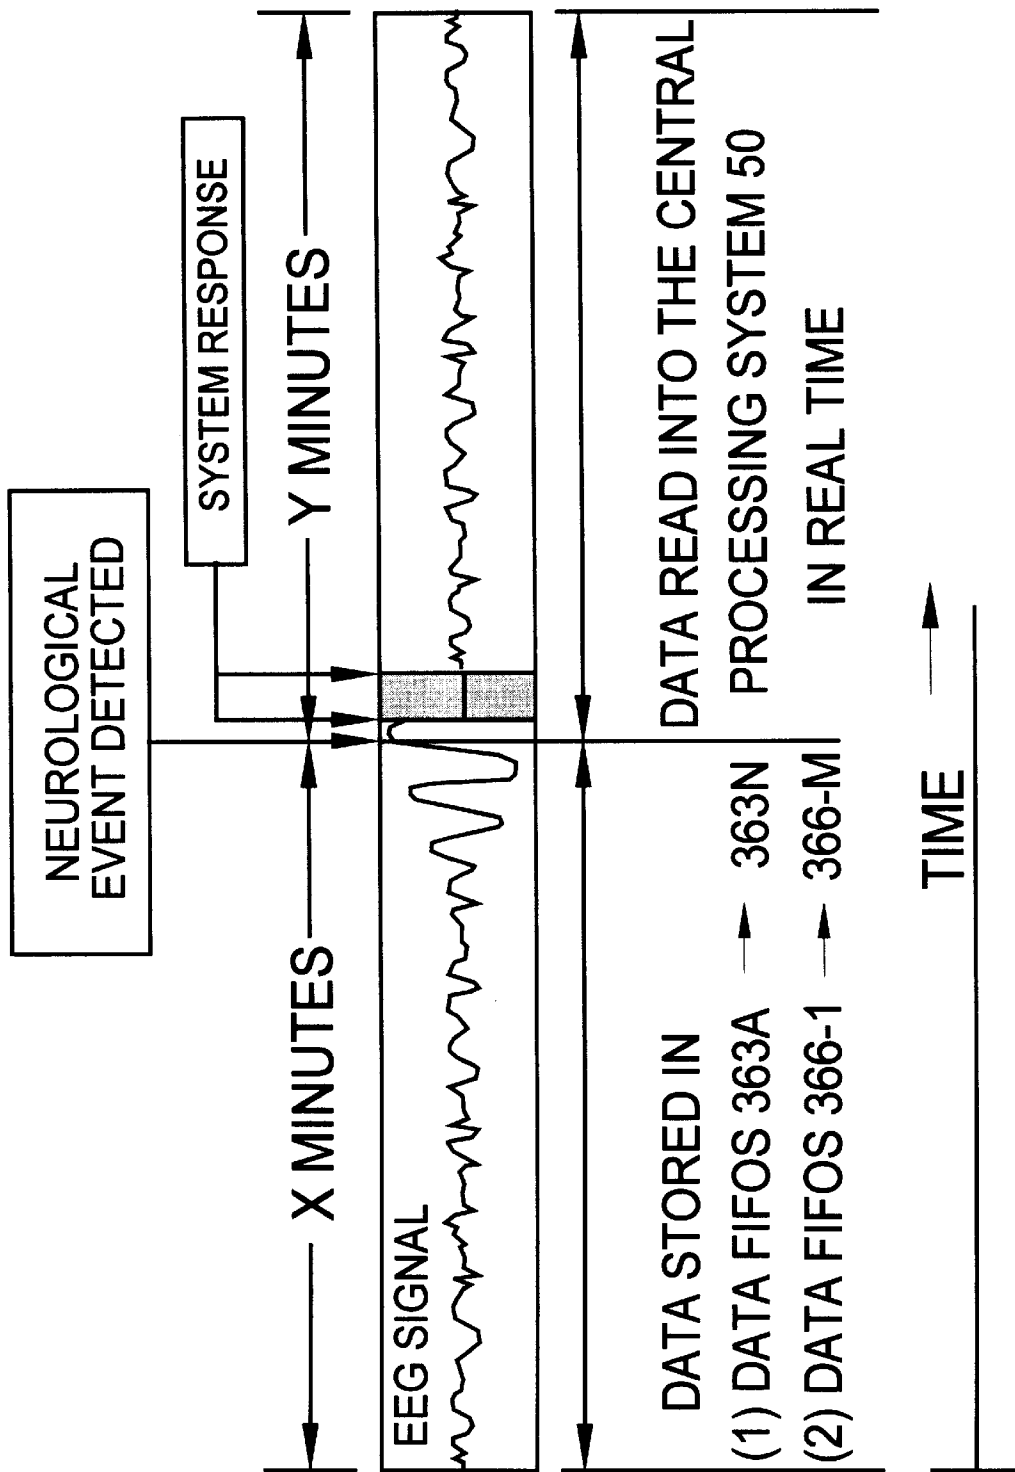 NEUROLOGICAL
EVENT DETECTED
SYSTEM RESPONSE
X MINUTES
Y MINUTES
EEG SIGNAL
DATA STORED IN
(1) DATA FIFOS 363A → 363N
(2) DATA FIFOS 366-1 → 366-M
DATA READ INTO THE CENTRAL
PROCESSING SYSTEM 50
IN REAL TIME
TIME